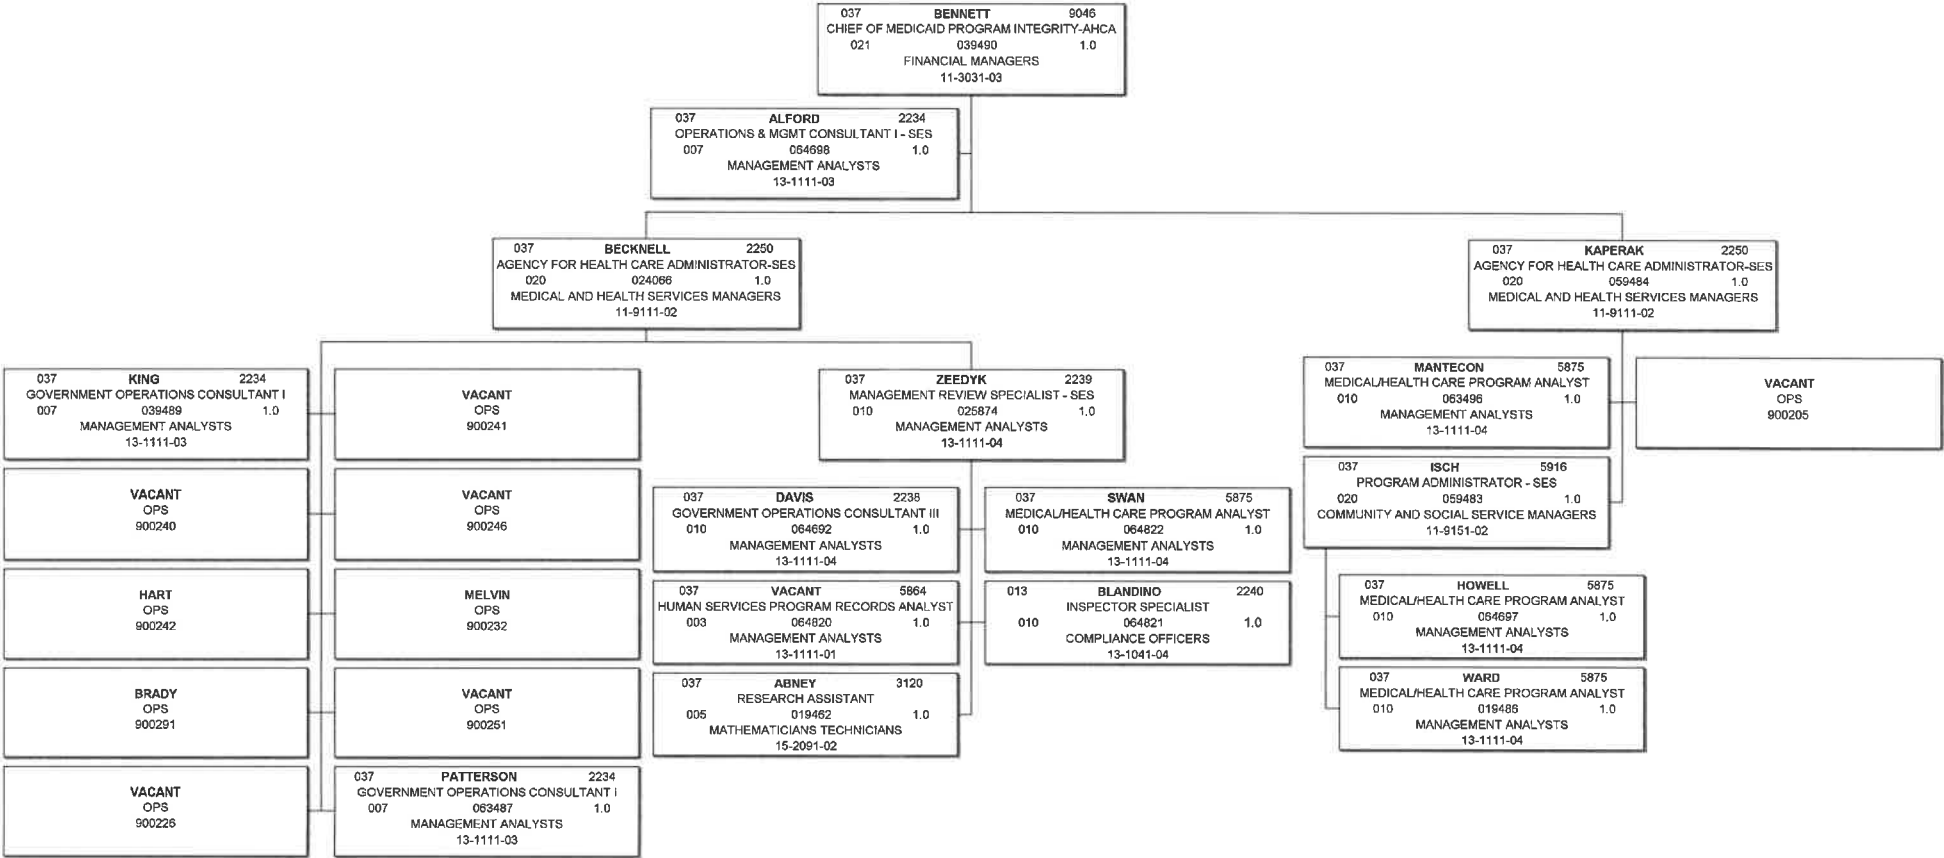 037 BENNETT 9046
CHIEF OF MEDICAID PROGRAM INTEGRITY-AHCA
021 039490 1.0
FINANCIAL MANAGERS
11-3031-03
037 ALFORD 2234
OPERATIONS & MGMT CONSULTANT I - SES
007 064698 1.0
MANAGEMENT ANALYSTS
13-1111-03
037 BECKNELL 2250
AGENCY FOR HEALTH CARE ADMINISTRATOR-SES
020 024066 1.0
MEDICAL AND HEALTH SERVICES MANAGERS
11-9111-02
037 KAPERAK 2250
AGENCY FOR HEALTH CARE ADMINISTRATOR-SES
020 059484 1.0
MEDICAL AND HEALTH SERVICES MANAGERS
11-9111-02
037 KING 2234
GOVERNMENT OPERATIONS CONSULTANT I
007 039489 1.0
MANAGEMENT ANALYSTS
13-1111-03
VACANT
OPS
900241
VACANT
OPS
900240
VACANT
OPS
900246
HART
OPS
900242
MELVIN
OPS
900232
BRADY
OPS
900291
VACANT
OPS
900251
VACANT
OPS
900226
037 PATTERSON 2234
GOVERNMENT OPERATIONS CONSULTANT I
007 063487 1.0
MANAGEMENT ANALYSTS
13-1111-03
037 ZEEDYK 2239
MANAGEMENT REVIEW SPECIALIST - SES
010 025874 1.0
MANAGEMENT ANALYSTS
13-1111-04
037 DAVIS 2238
GOVERNMENT OPERATIONS CONSULTANT III
010 064692 1.0
MANAGEMENT ANALYSTS
13-1111-04
037 SWAN 5875
MEDICAL/HEALTH CARE PROGRAM ANALYST
010 064822 1.0
MANAGEMENT ANALYSTS
13-1111-04
037 VACANT 5864
HUMAN SERVICES PROGRAM RECORDS ANALYST
003 064820 1.0
MANAGEMENT ANALYSTS
13-1111-01
013 BLANDINO 2240
INSPECTOR SPECIALIST
010 064821 1.0
COMPLIANCE OFFICERS
13-1041-04
037 ABNEY 3120
RESEARCH ASSISTANT
005 019462 1.0
MATHEMATICIANS TECHNICIANS
15-2091-02
037 MANTECON 5875
MEDICAL/HEALTH CARE PROGRAM ANALYST
010 063496 1.0
MANAGEMENT ANALYSTS
13-1111-04
VACANT
OPS
900205
037 ISCH 5916
PROGRAM ADMINISTRATOR - SES
020 059483 1.0
COMMUNITY AND SOCIAL SERVICE MANAGERS
11-9151-02
037 HOWELL 5875
MEDICAL/HEALTH CARE PROGRAM ANALYST
010 064697 1.0
MANAGEMENT ANALYSTS
13-1111-04
037 WARD 5875
MEDICAL/HEALTH CARE PROGRAM ANALYST
010 019486 1.0
MANAGEMENT ANALYSTS
13-1111-04